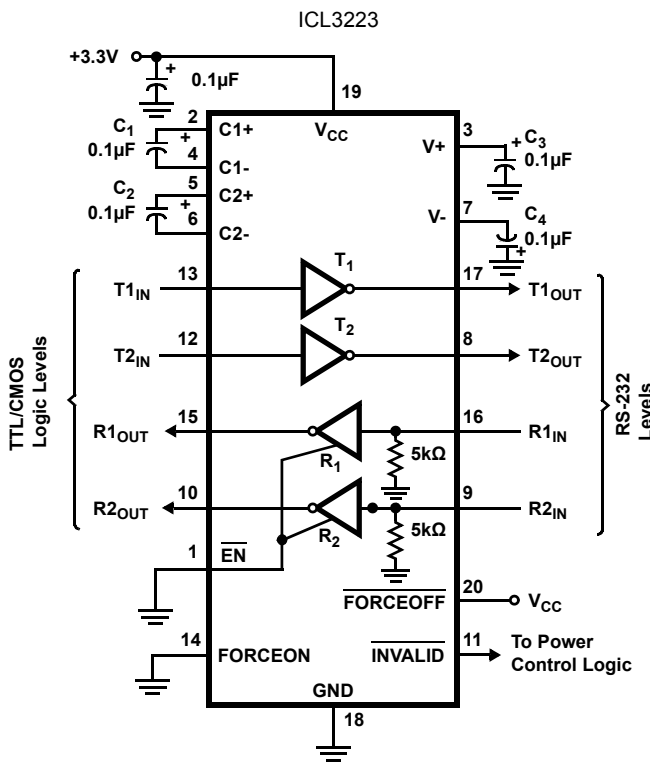 ICL3223
+3.3V
+
0.1µF
19
2
C1+
VCC
3
C1
0.1µF
+
4
C1-
V+
+
C3
0.1µF
5
C2+
C2
0.1µF
+
6
C2-
7
V-
C4
0.1µF
+
T1
13
T1IN
17
T1OUT
T2
12
T2IN
8
T2OUT
TTL/CMOS
Logic Levels
RS-232
Levels
15
R1OUT
R1
16
R1IN
5kΩ
10
R2OUT
R2
9
R2IN
5kΩ
1
EN
FORCEOFF
20
VCC
14
FORCEON
INVALID
11
To Power
Control Logic
GND
18